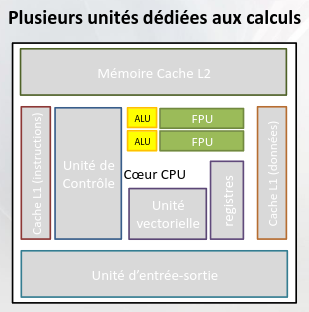 Plusieurs unités dédiées aux calculs
Mémoire Cache L2
Cache L1 (instructions)
Unité de
Contrôle
ALU
FPU
ALU
FPU
Cœur CPU
Unité
vectorielle
registres
Cache L1 (données)
Unité d'entrée-sortie